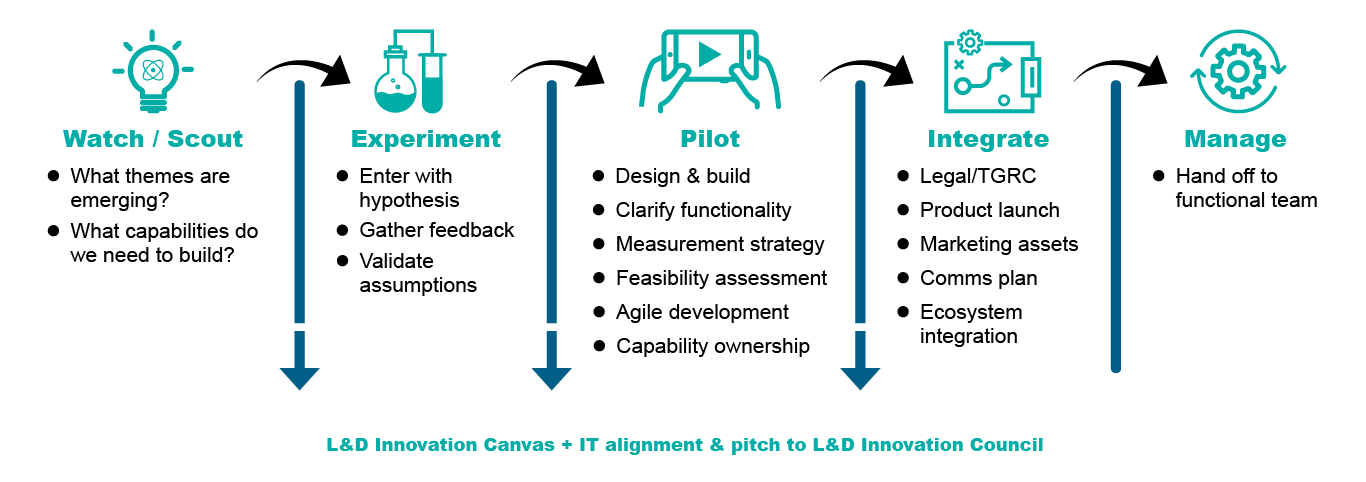 Watch / Scout
What themes are
emerging?
What capabilities do
we need to build?
Experiment
Enter with
hypothesis
Gather feedback
Validate
assumptions
Pilot
Design & build
Clarify functionality
Measurement strategy
Feasibility assessment
Agile development
Capability ownership
Integrate
Legal/TGRC
Product launch
Marketing assets
Comms plan
Ecosystem
integration
Manage
Hand off to
functional team
L&D Innovation Canvas + IT alignment & pitch to L&D Innovation Council